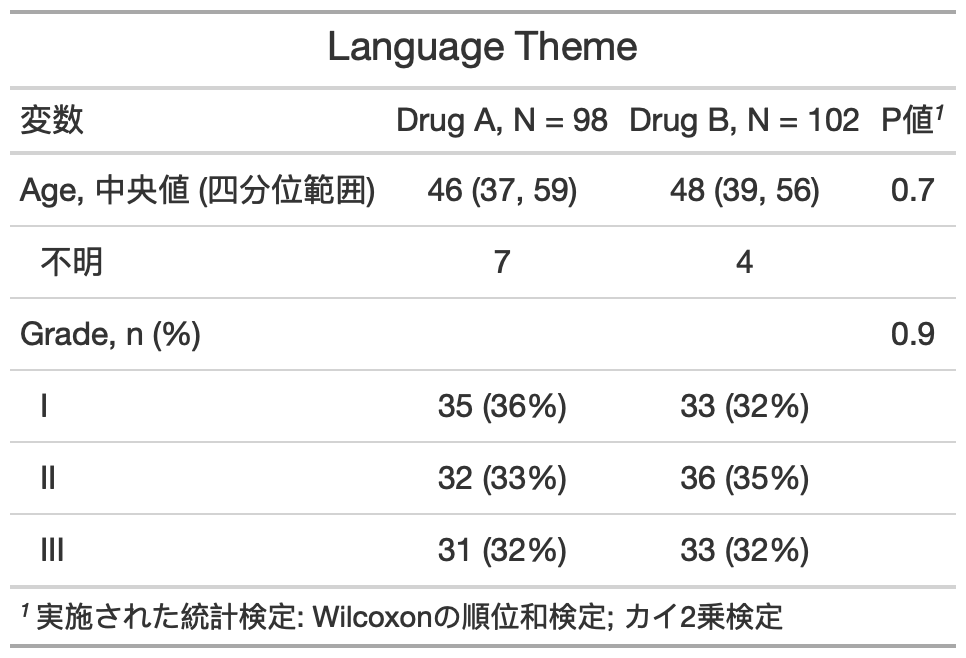 Language Theme
変数 Drug A, N = 98 Drug B, N = 102 P値1
Age, 中央値 (四分位範囲) 46 (37, 59) 48 (39, 56) 0.7
不明 7 4
Grade, n (%) 0.9
I 35 (36%) 33 (32%)
II 32 (33%) 36 (35%)
III 31 (32%) 33 (32%)
1 実施された統計検定: Wilcoxonの順位和検定; カイ2乗検定